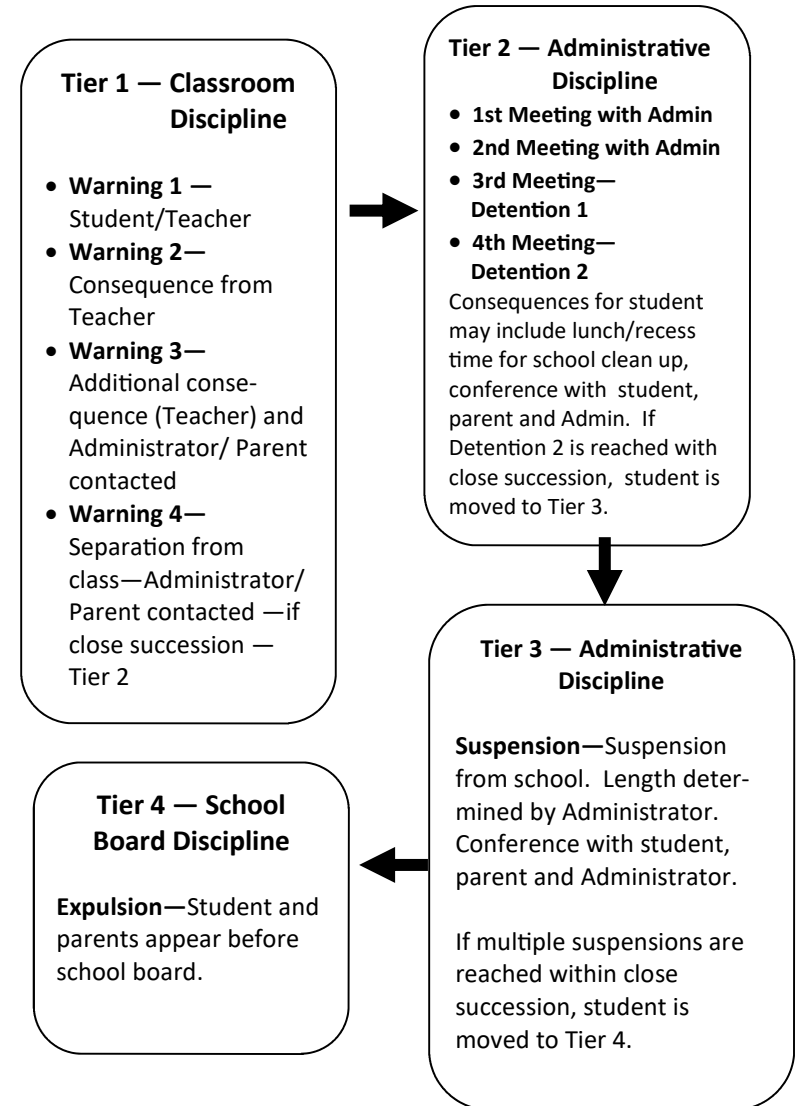 Tier 1 — Classroom
Discipline
• Warning 1 —
Student/Teacher
• Warning 2—
Consequence from
Teacher
• Warning 3—
Additional conse-
quence (Teacher) and
Administrator/ Parent
contacted
• Warning 4—
Separation from
class—Administrator/
Parent contacted —if
close succession —
Tier 2
Tier 2 — Administrative
Discipline
• 1st Meeting with Admin
• 2nd Meeting with Admin
• 3rd Meeting—
Detention 1
• 4th Meeting—
Detention 2
Consequences for student
may include lunch/recess
time for school clean up,
conference with  student,
parent and Admin.  If
Detention 2 is reached with
close succession,  student is
moved to Tier 3.
Tier 3 — Administrative
Discipline
Suspension—Suspension
from school.  Length deter-
mined by Administrator.
Conference with student,
parent and Administrator.
If multiple suspensions are
reached within close
succession, student is
moved to Tier 4.
Tier 4 — School
Board Discipline
Expulsion—Student and
parents appear before
school board.